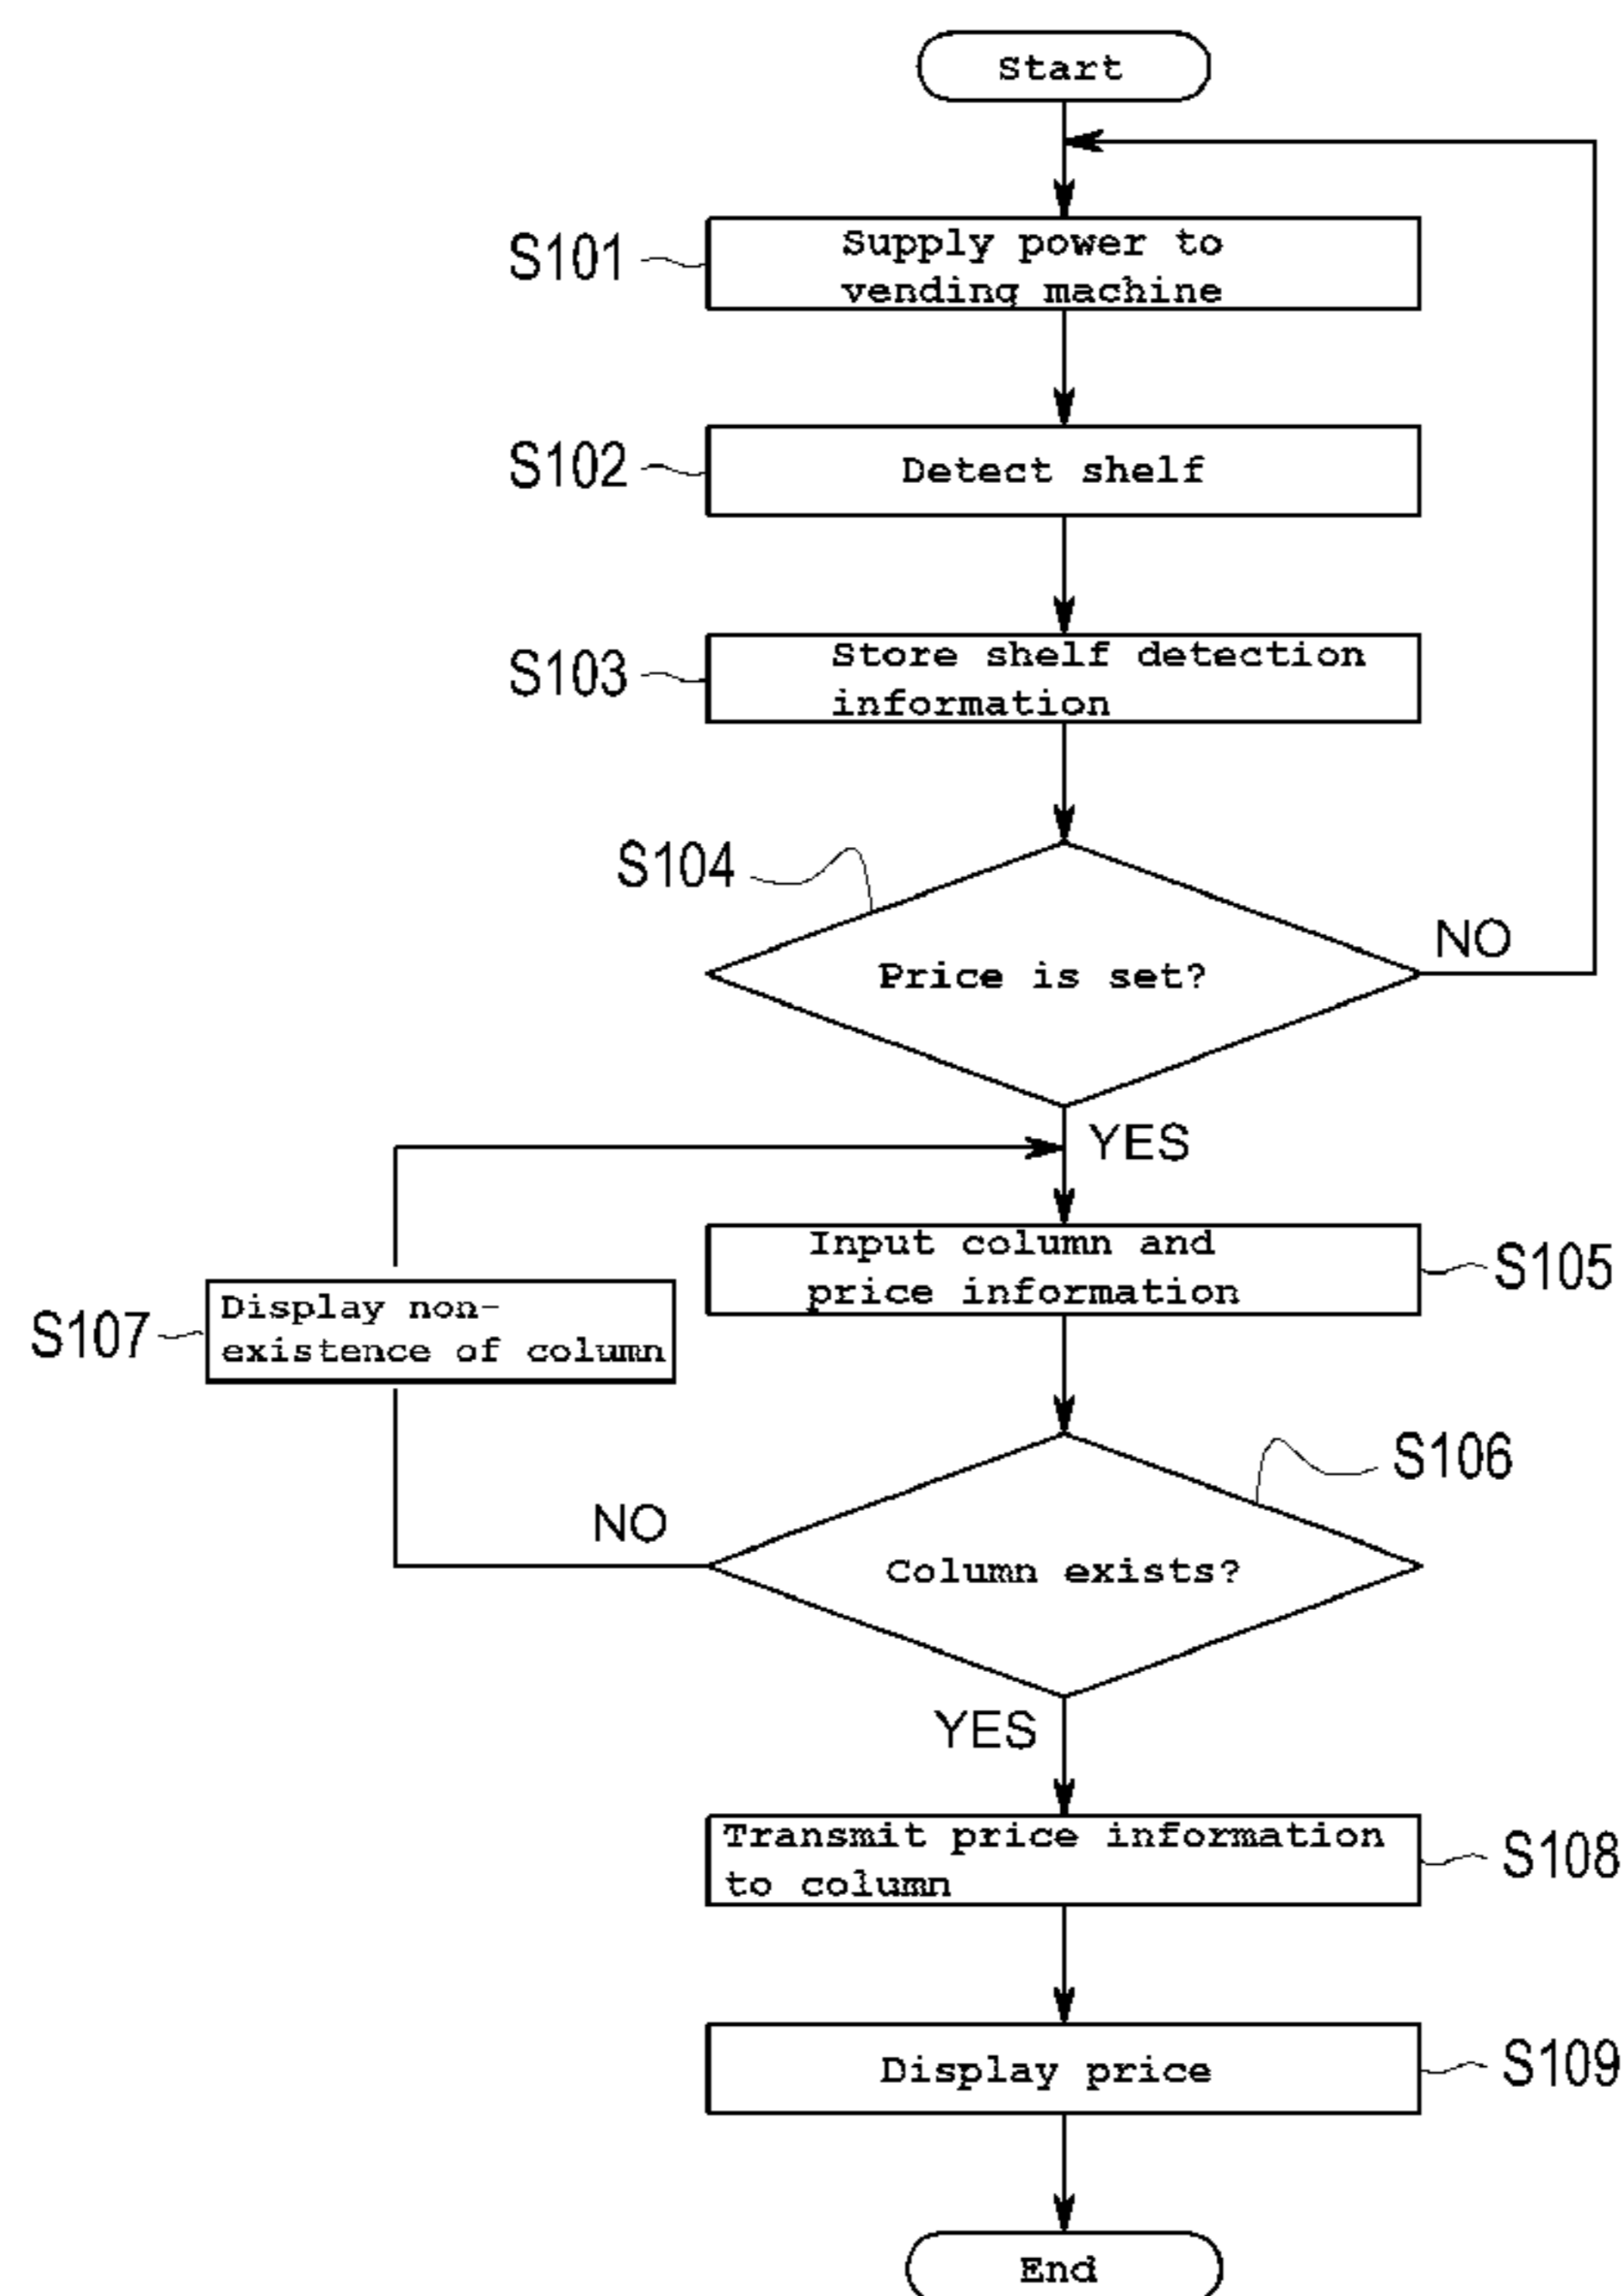 Start
S101
Supply power to
vending machine
S102
Detect shelf
S103
Store shelf detection
information
S104
Price is set?
NO
YES
Input column and
price information
S105
S107
Display non-
existence of column
S106
Column exists?
NO
YES
Transmit price information
to column
S108
Display price
S109
End